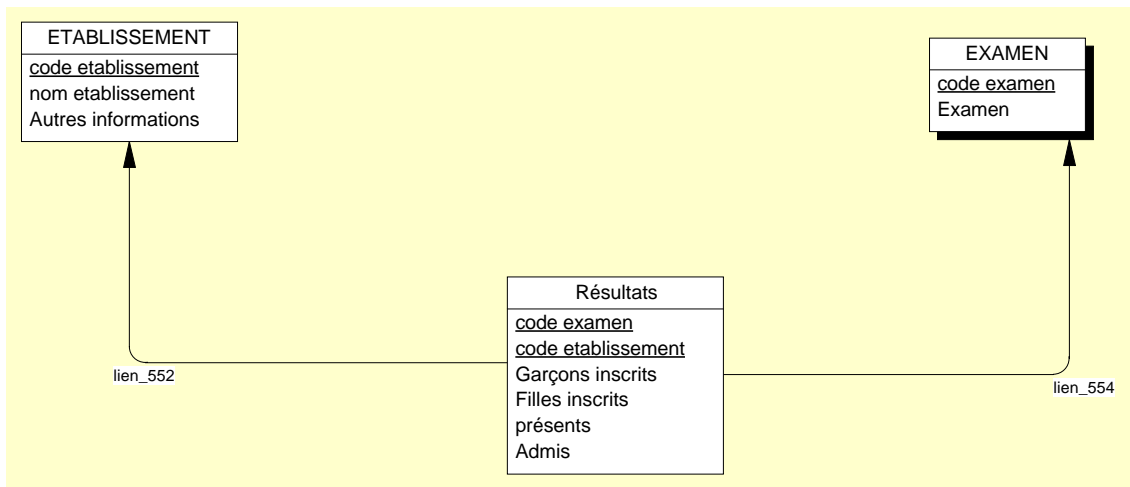 ETABLISSEMENT
code etablissement
nom etablissement
Autres informations
EXAMEN
code examen
Examen
Résultats
code examen
code etablissement
Garçons inscrits
Filles inscrits
présents
Admis
lien_552
lien_554